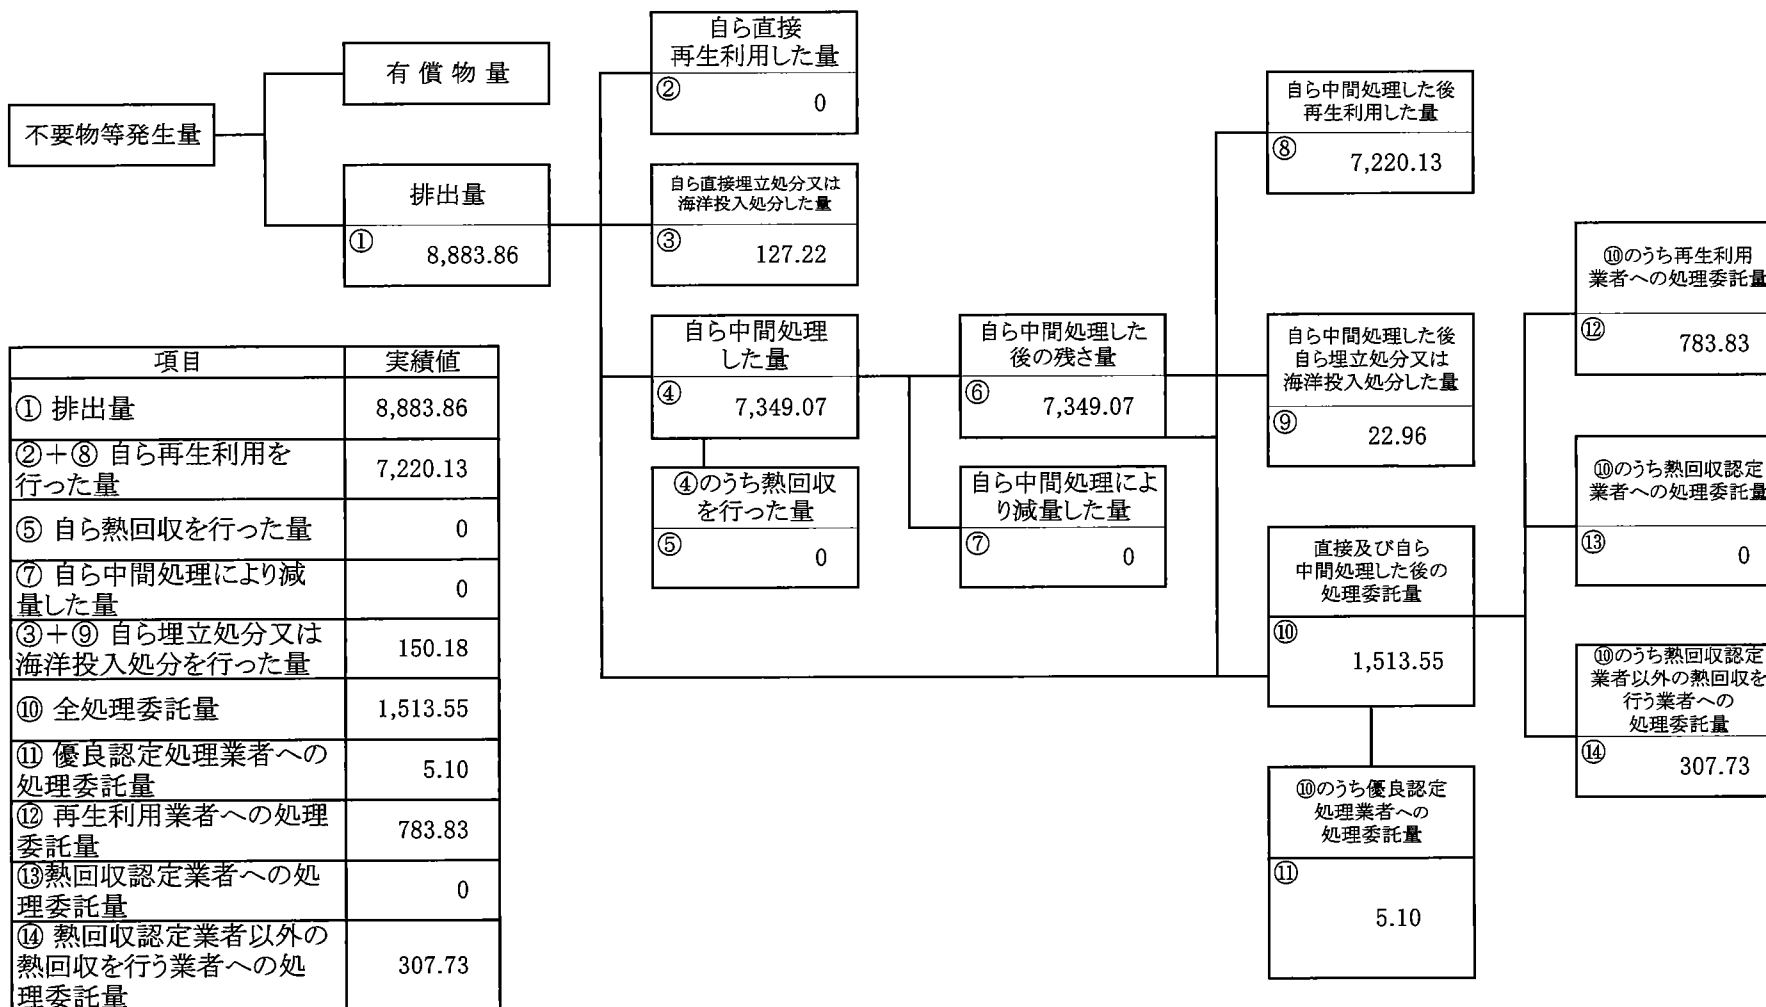 不要物等発生量
有償物量
排出量
①
8,883.86
自ら直接
再生利用した量
②
0
自ら直接埋立処分又は
海洋投入処分した量
③
127.22
自ら中間処理
した量
④
7,349.07
④のうち熱回収
を行った量
⑤
0
自ら中間処理した
後の残さ量
⑥
7,349.07
自ら中間処理によ
り減量した量
⑦
0
自ら中間処理した後
再生利用した量
⑧
7,220.13
自ら中間処理した後
自ら埋立処分又は
海洋投入処分した量
⑨
22.96
直接及び自ら
中間処理した後の
処理委託量
⑩
1,513.55
⑩のうち優良認定
処理業者への
処理委託量
⑪
5.10
⑩のうち再生利用
業者への処理委託量
⑫
783.83
⑩のうち熱回収認定
業者への処理委託量
⑬
0
⑩のうち熱回収認定
業者以外の熱回収を
行う業者への
処理委託量
⑭
307.73
項目 実績値
① 排出量 8,883.86
②+⑧ 自ら再生利用を
行った量 7,220.13
⑤ 自ら熱回収を行った量 0
⑦ 自ら中間処理により減
量した量 0
③+⑨ 自ら埋立処分又は
海洋投入処分を行った量 150.18
⑩ 全処理委託量 1,513.55
⑪ 優良認定処理業者への
処理委託量 5.10
⑫ 再生利用業者への処理
委託量 783.83
⑬熱回収認定業者への処
理委託量 0
⑭ 熱回収認定業者以外の
熱回収を行う業者への処
理委託量 307.73